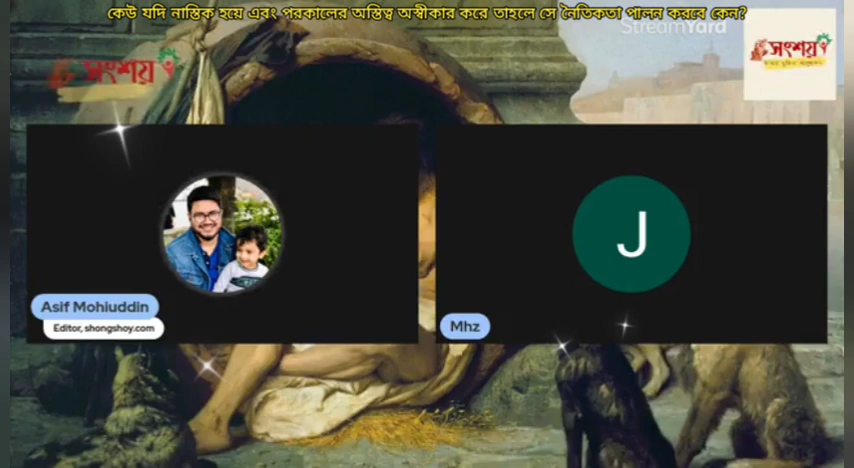 কেউ যদি নাস্তিক হয়ে এবং পরকালের অস্তিত্ব অস্বীকার করে তাহলে সে নৈতিকতা পালন করবে কেন?
StreamYard
সংশয়
সংশয়
J
Asif Mohiuddin
Editor, shongshoy.com
Mhz